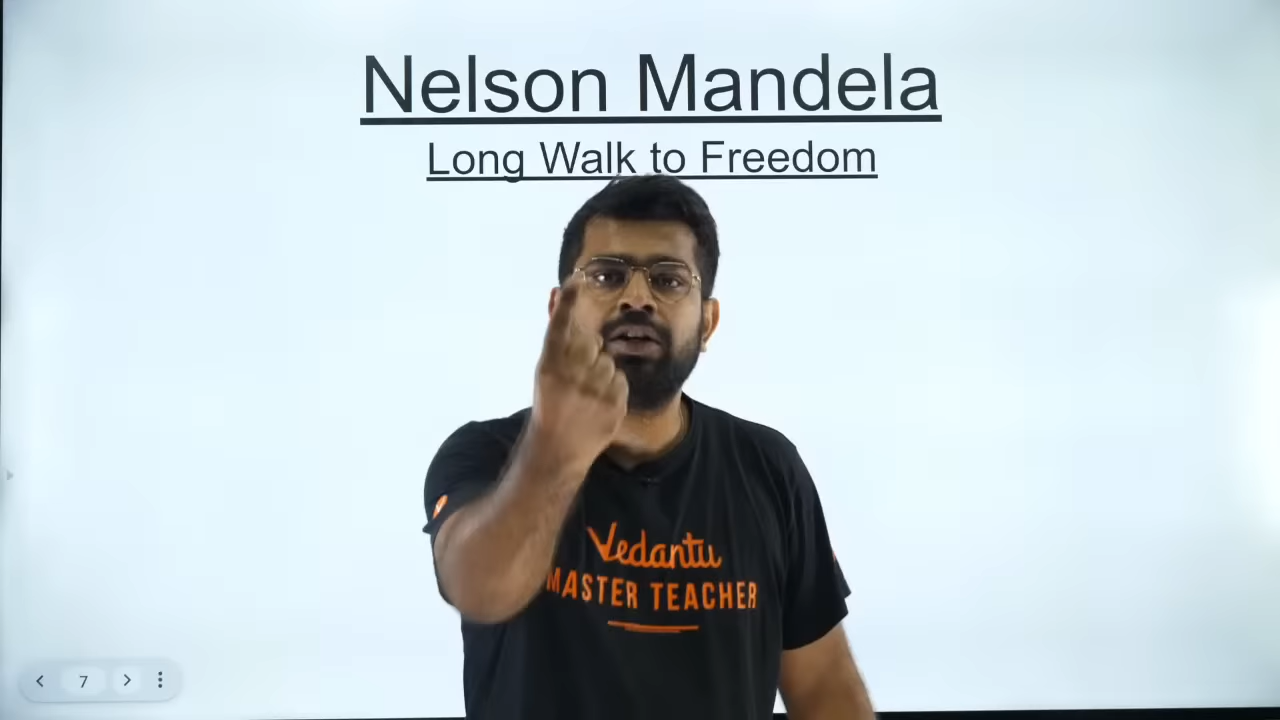 Nelson Mandela
Long Walk to Freedom
Vedantu
MASTER TEACHER
7